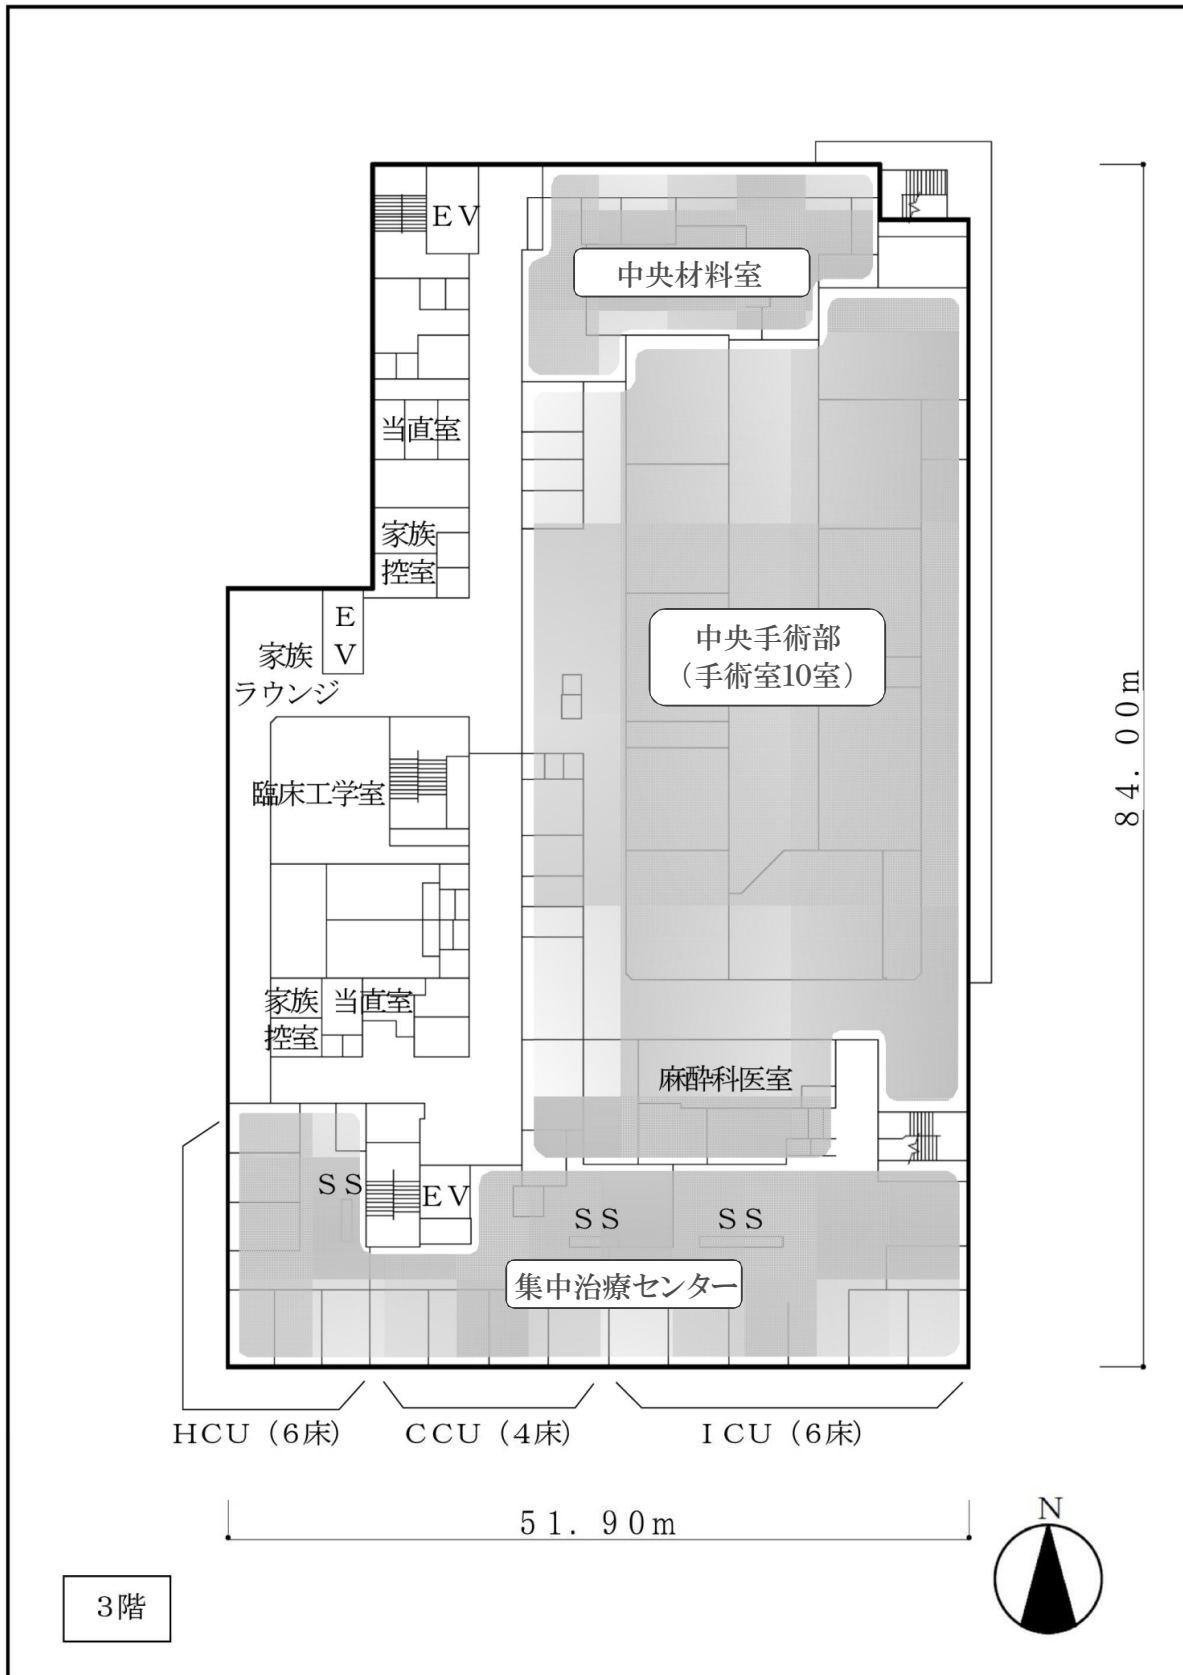 ＥＶ
中央材料室
当直室
家族
控室
Ｅ
Ｖ
家族
ラウンジ
中央手術部
（手術室10室）
８４．００ｍ
臨床工学室
家族
控室
当直室
麻酔科医室
ＳＳ
ＥＶ
ＳＳ
ＳＳ
集中治療センター
ＨＣＵ（６床）
ＣＣＵ（４床）
ＩＣＵ（６床）
５１．９０ｍ
Ｎ
３階